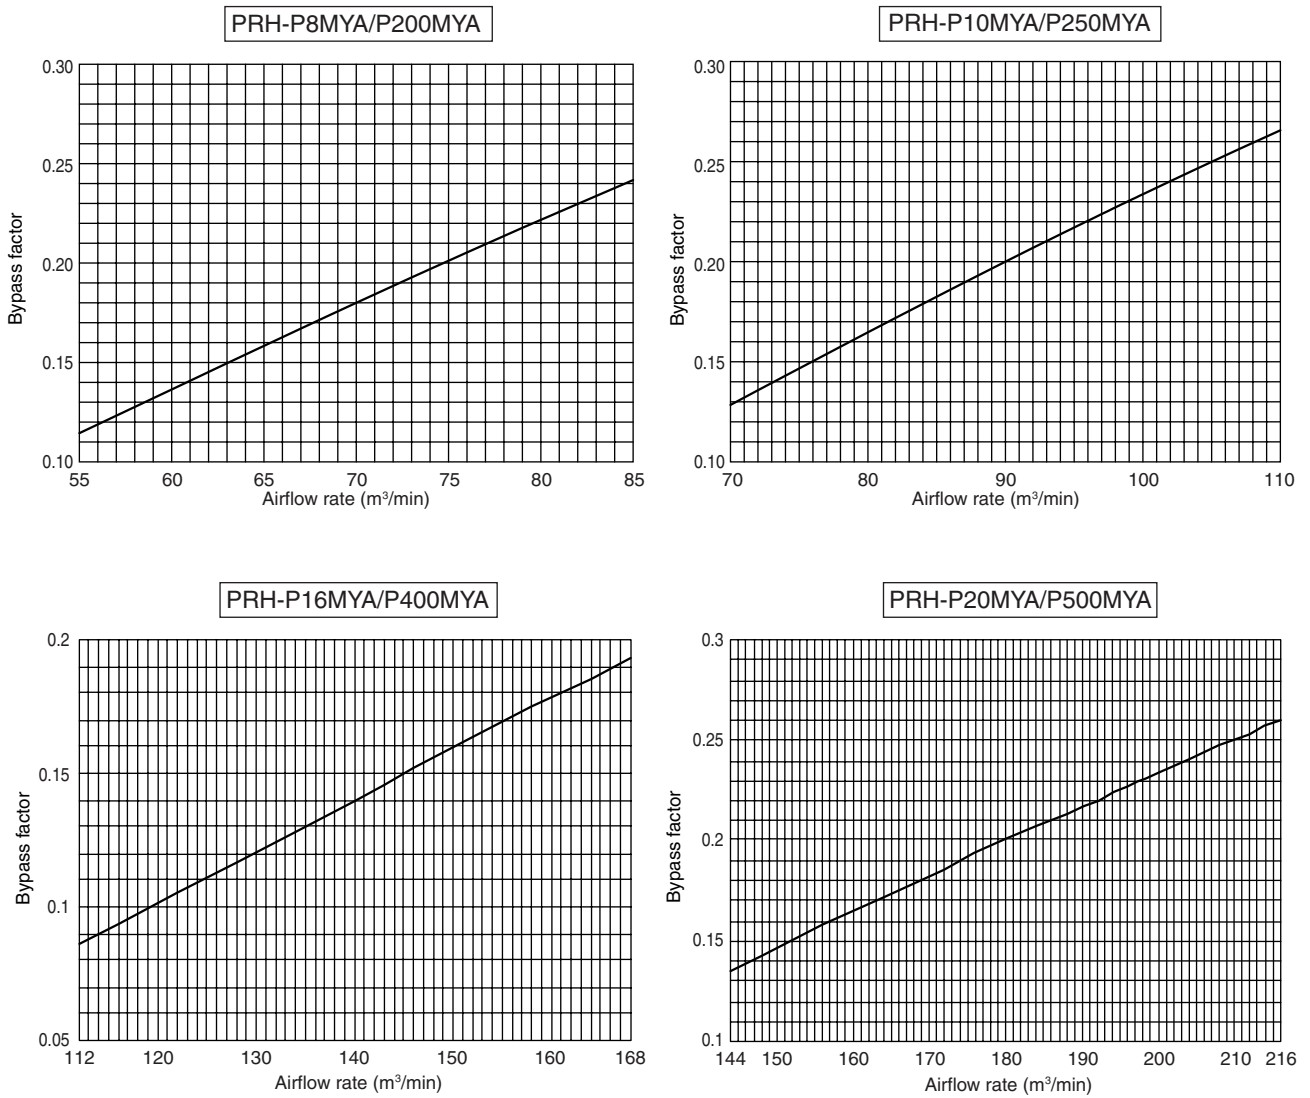 PRH-P8MYA/P200MYA
0.30
0.25
0.20
0.15
0.10
Bypass factor
55 60 65 70 75 80 85
Airflow rate (m³/min)
PRH-P10MYA/P250MYA
0.30
0.25
0.20
0.15
0.10
Bypass factor
70 80 90 100 110
Airflow rate (m³/min)
PRH-P16MYA/P400MYA
0.2
0.15
0.1
0.05
Bypass factor
112 120 130 140 150 160 168
Airflow rate (m³/min)
PRH-P20MYA/P500MYA
0.3
0.25
0.2
0.15
0.1
Bypass factor
144 150 160 170 180 190 200 210 216
Airflow rate (m³/min)